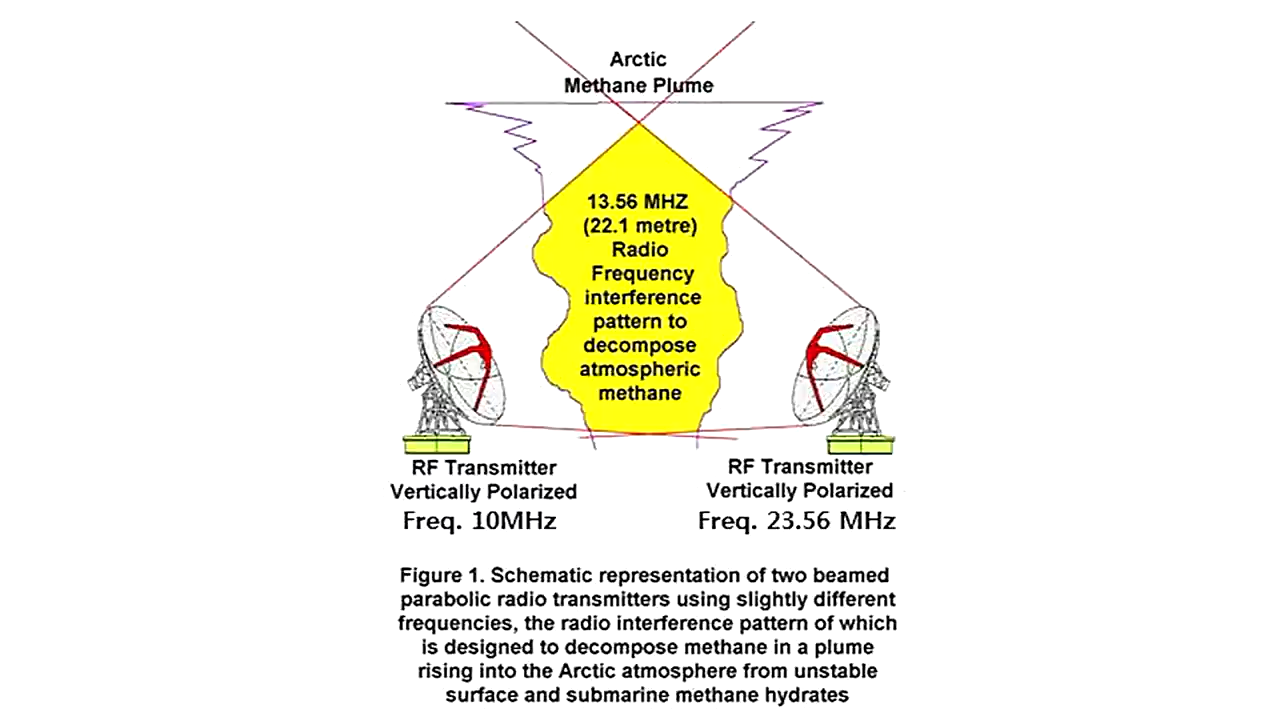 Arctic
Methane Plume
13.56 MHZ
(22.1 metre)
Radio
Frequency
interference
pattern to
decompose
atmospheric
methane
RF Transmitter
Vertically Polarized
Freq. 10MHz
RF Transmitter
Vertically Polarized
Freq. 23.56 MHz
Figure 1. Schematic representation of two beamed
parabolic radio transmitters using slightly different
frequencies, the radio interference pattern of which
is designed to decompose methane in a plume
rising into the Arctic atmosphere from unstable
surface and submarine methane hydrates